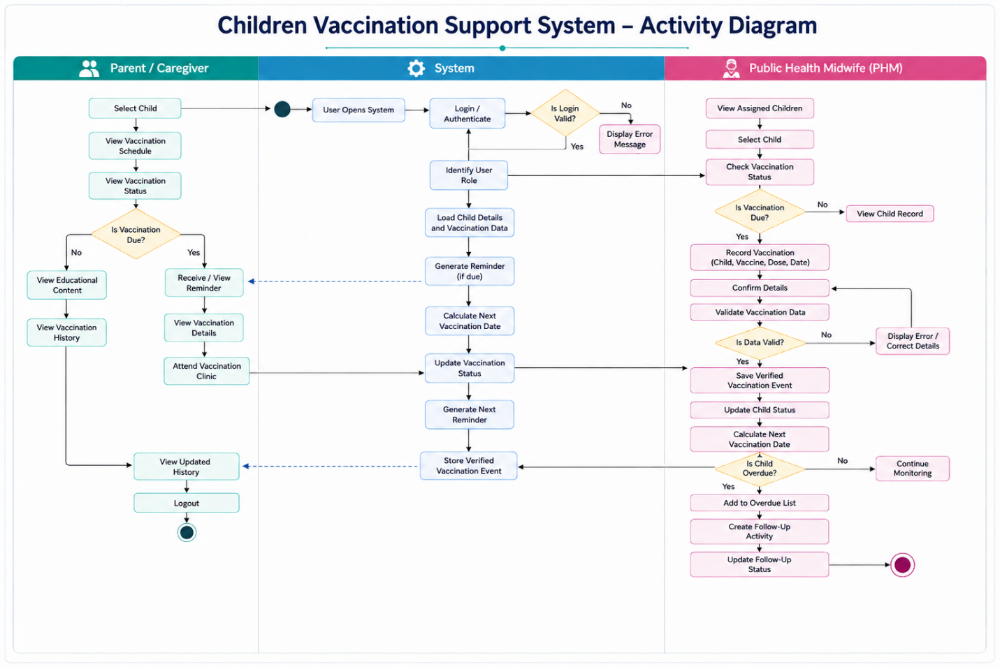 Children Vaccination Support System – Activity Diagram
Parent / Caregiver
System
Public Health Midwife (PHM)
Select Child
View Vaccination
Schedule
View Vaccination
Status
Is Vaccination
Due?
No
Yes
View Educational
Content
View Vaccination
History
Receive / View
Reminder
View Vaccination
Details
Attend Vaccination
Clinic
View Updated
History
Logout
User Opens System
Login /
Authenticate
Is Login
Valid?
No
Yes
Display Error
Message
Identify User
Role
Load Child Details
and Vaccination Data
Generate Reminder
(if due)
Calculate Next
Vaccination Date
Update Vaccination
Status
Generate Next
Reminder
Store Verified
Vaccination Event
View Assigned Children
Select Child
Check Vaccination
Status
Is Vaccination
Due?
No
View Child Record
Yes
Record Vaccination
(Child, Vaccine, Dose, Date)
Confirm Details
Validate Vaccination Data
Is Data Valid?
No
Display Error /
Correct Details
Yes
Save Verified
Vaccination Event
Update Child Status
Calculate Next
Vaccination Date
Is Child
Overdue?
No
Continue
Monitoring
Yes
Add to Overdue List
Create Follow-Up
Activity
Update Follow-Up
Status